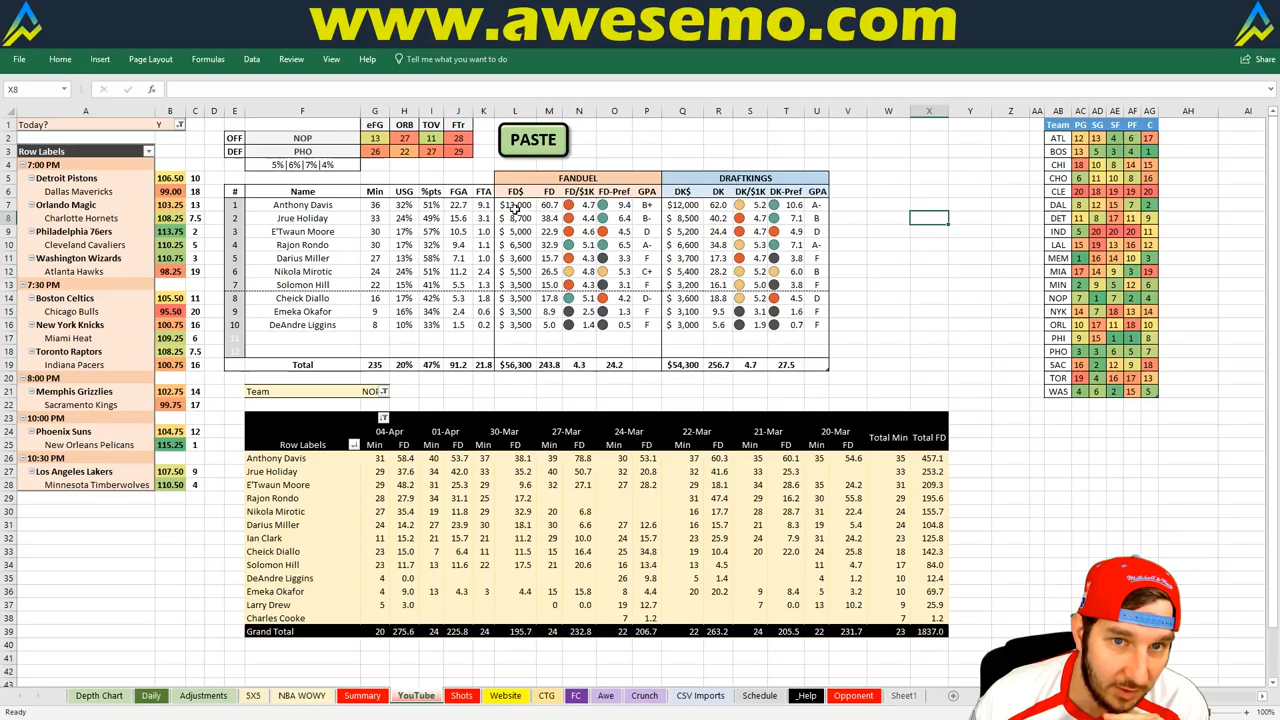 www.awesemo.com
File Home Insert Page Layout Formulas Data Review View Help Tell me what you want to do Share
X8
A B C D E F G H I J K L M N O P Q R S T U V W X Y Z AA AB AC AD AE AF AG AH AI
Today? Y
Row Labels
7:00 PM
Detroit Pistons 106.50 10
Dallas Mavericks 99.00 18
Orlando Magic 103.25 13
Charlotte Hornets 108.25 7.5
Philadelphia 76ers 113.75 2
Cleveland Cavaliers 110.25
Washington Wizards 110.75 3
Atlanta Hawks 98.25 19
7:30 PM
Boston Celtics 114.50 11
Chicago Bulls 95.50 20
New York Knicks 100.75 16
Miami Heat 109.25 6
Toronto Raptors 108.25 7.5
Indiana Pacers 100.75 19
8:00 PM
Memphis Grizzlies 102.75 14
Sacramento Kings 99.75 17
10:00 PM
Phoenix Suns 104.75 12
New Orleans Pelicans 115.25 1
10:30 PM
Los Angeles Lakers 107.50 9
Minnesota Timberwolves 110.50 4
eFG ORB TOV FTr
OFF NOP 13 27 11 28
DEF PHO 26 22 27 29
5%|6%|7%|4%
PASTE
FANDUEL DRAFTKINGS
# Name Min USG %pts FGA FTA FD$ FD FD/$1K FD-Pref GPA DK$ DK DK/$1K DK-Pref GPA
1 Anthony Davis 36 32% 51% 22.7 9.1 60.7 4.7 9.4 B+ $12,000 62.0 5.2 10.6 A-
2 Jrue Holiday 33 24% 49% 15.6 3.1 $ 8,700 38.4 4.4 6.4 B- $ 8,500 40.2 4.7 7.1 B
3 E'Twaun Moore 30 17% 57% 10.5 1.0 $ 5,000 22.9 4.6 4.5 D $ 5,200 24.4 4.7 4.9 D
4 Rajon Rondo 30 17% 32% 9.4 1.1 $ 6,500 32.9 5.1 6.5 A- $ 6,600 34.8 5.3 7.1 A-
5 Darius Miller 27 13% 58% 7.1 1.0 $ 3,600 15.7 4.3 3.3 F $ 3,700 17.3 4.7 3.8 F
6 Nikola Mirotic 24 24% 51% 11.2 2.4 $ 5,500 26.5 4.8 5.3 C+ $ 5,400 28.2 5.2 6.0 B
7 Solomon Hill 22 15% 41% 5.5 1.3 $ 3,500 15.0 4.3 3.5 F $ 3,200 16.1 5.0 3.8 F
8 Cheick Diallo 16 17% 42% 5.3 1.8 $ 3,500 17.8 5.1 4.2 D- $ 3,600 18.8 5.2 4.5 D
9 Emeka Okafor 9 16% 34% 2.4 0.6 $ 3,500 8.6 2.5 1.3 F $ 3,100 9.5 3.1 1.6 F
10 DeAndre Liggins 8 10% 33% 1.5 0.2 $ 3,500 5.0 1.4 0.5 F $ 3,000 5.6 1.9 0.7 F
11
12
Total 235 20% 47% 91.2 21.8 $56,300 243.8 4.3 24.2 $54,300 256.7 4.7 27.5
Team
04-Apr 01-Apr 30-Mar 27-Mar 24-Mar 22-Mar 21-Mar 20-Mar Total Min Total FD
Row Labels Min FD Min FD Min FD Min FD Min FD Min FD Min FD Min FD
Anthony Davis 31 58.4 40 53.7 37 38.1 39 78.8 30 53.1 37 60.3 35 60.1 35 54.6 35 457.1
Jrue Holiday 37 36.6 34 42.0 33 35.2 40 50.7 32 20.8 36 44.6 33 25.3 33 253.2
E'Twaun Moore 29 48.2 31 25.3 29 9.6 32 27.1 27 28.2 29 18.1 34 28.6 35 24.2 31 209.3
Rajon Rondo 28 27.9 34 31.1 25 17.2 31 47.4 26 16.2 30 55.8 29 195.6
Nikola Mirotic 27 35.4 19 11.8 29 32.9 20 6.8 16 17.7 28 28.7 31 22.4 24 155.7
Darius Miller 24 14.2 27 23.9 30 18.1 30 6.6 27 12.6 16 15.7 21 8.3 19 5.4 24 104.8
Ian Clark 11 15.2 11 15.7 29 10.0 24 15.7 23 25.9 24 7.9 31 24.2 23 125.8
Cheick Diallo 23 15.0 7 6.4 11 11.5 15 16.4 25 34.8 19 10.4 20 22.0 24 25.8 18 142.3
Solomon Hill 23 11.7 13 11.6 22 17.5 21 20.6 13 4.5 11 4.7 18 84.0
DeAndre Liggins 4 0.0 26 9.8 5 1.4 4 1.2 10 12.4
Emeka Okafor 4 9.0 13 4.3 3 4.4 15 15.8 8 4.4 20 20.2 9 8.4 5 3.2 10 69.7
Larry Drew 5 3.0 0 0.0 19 12.7 7 0.0 13 10.2 9 25.9
Charles Cooke 7 1.2 7 1.2
Grand Total 20 275.6 24 225.8 24 195.7 24 232.8 22 206.7 22 263.2 24 205.5 22 231.7 23 1837.0
Team PG SG SF PF C
ATL 12 13 4 6 17
BOS 13 5 3 4 1
CHI 15 18 10 9 18
CHO 11 11 9 14 16
CLE 20 19 18 19 13
DAL 8 2 17 7 12
DET 6 12 15 11 8
IND 5 20 20 20 2
LAL 14 3 12 5 14
MEM 1 17 5 3 11
MIA 17 14 9
MIN
NOP 7 1 7 2 4
NYK
ORL 10 17 11 18 10
PHI 9 15 1 1
PHO 3 3 6 8 7
SAC 16
TOR 19 4 16
WAS 4 6 2 15 5
Depth Chart Daily Adjustments 5X5 NBA WOWY Summary YouTube Shots Website CTG FC Awe Crunch CSV Imports Schedule _Help Opponent Sheet1
100%